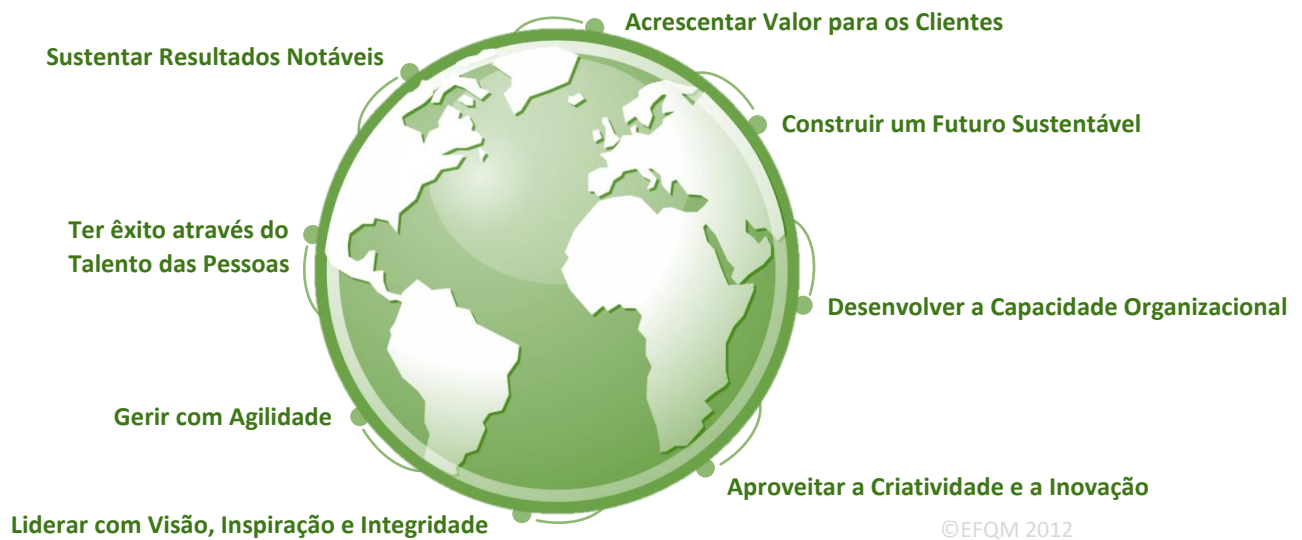 Acrescentar Valor para os Clientes
Sustentar Resultados Notáveis
Construir um Futuro Sustentável
Ter êxito através do
Talento das Pessoas
Desenvolver a Capacidade Organizacional
Gerir com Agilidade
Aproveitar a Criatividade e a Inovação
Liderar com Visão, Inspiração e Integridade
©EFQM 2012